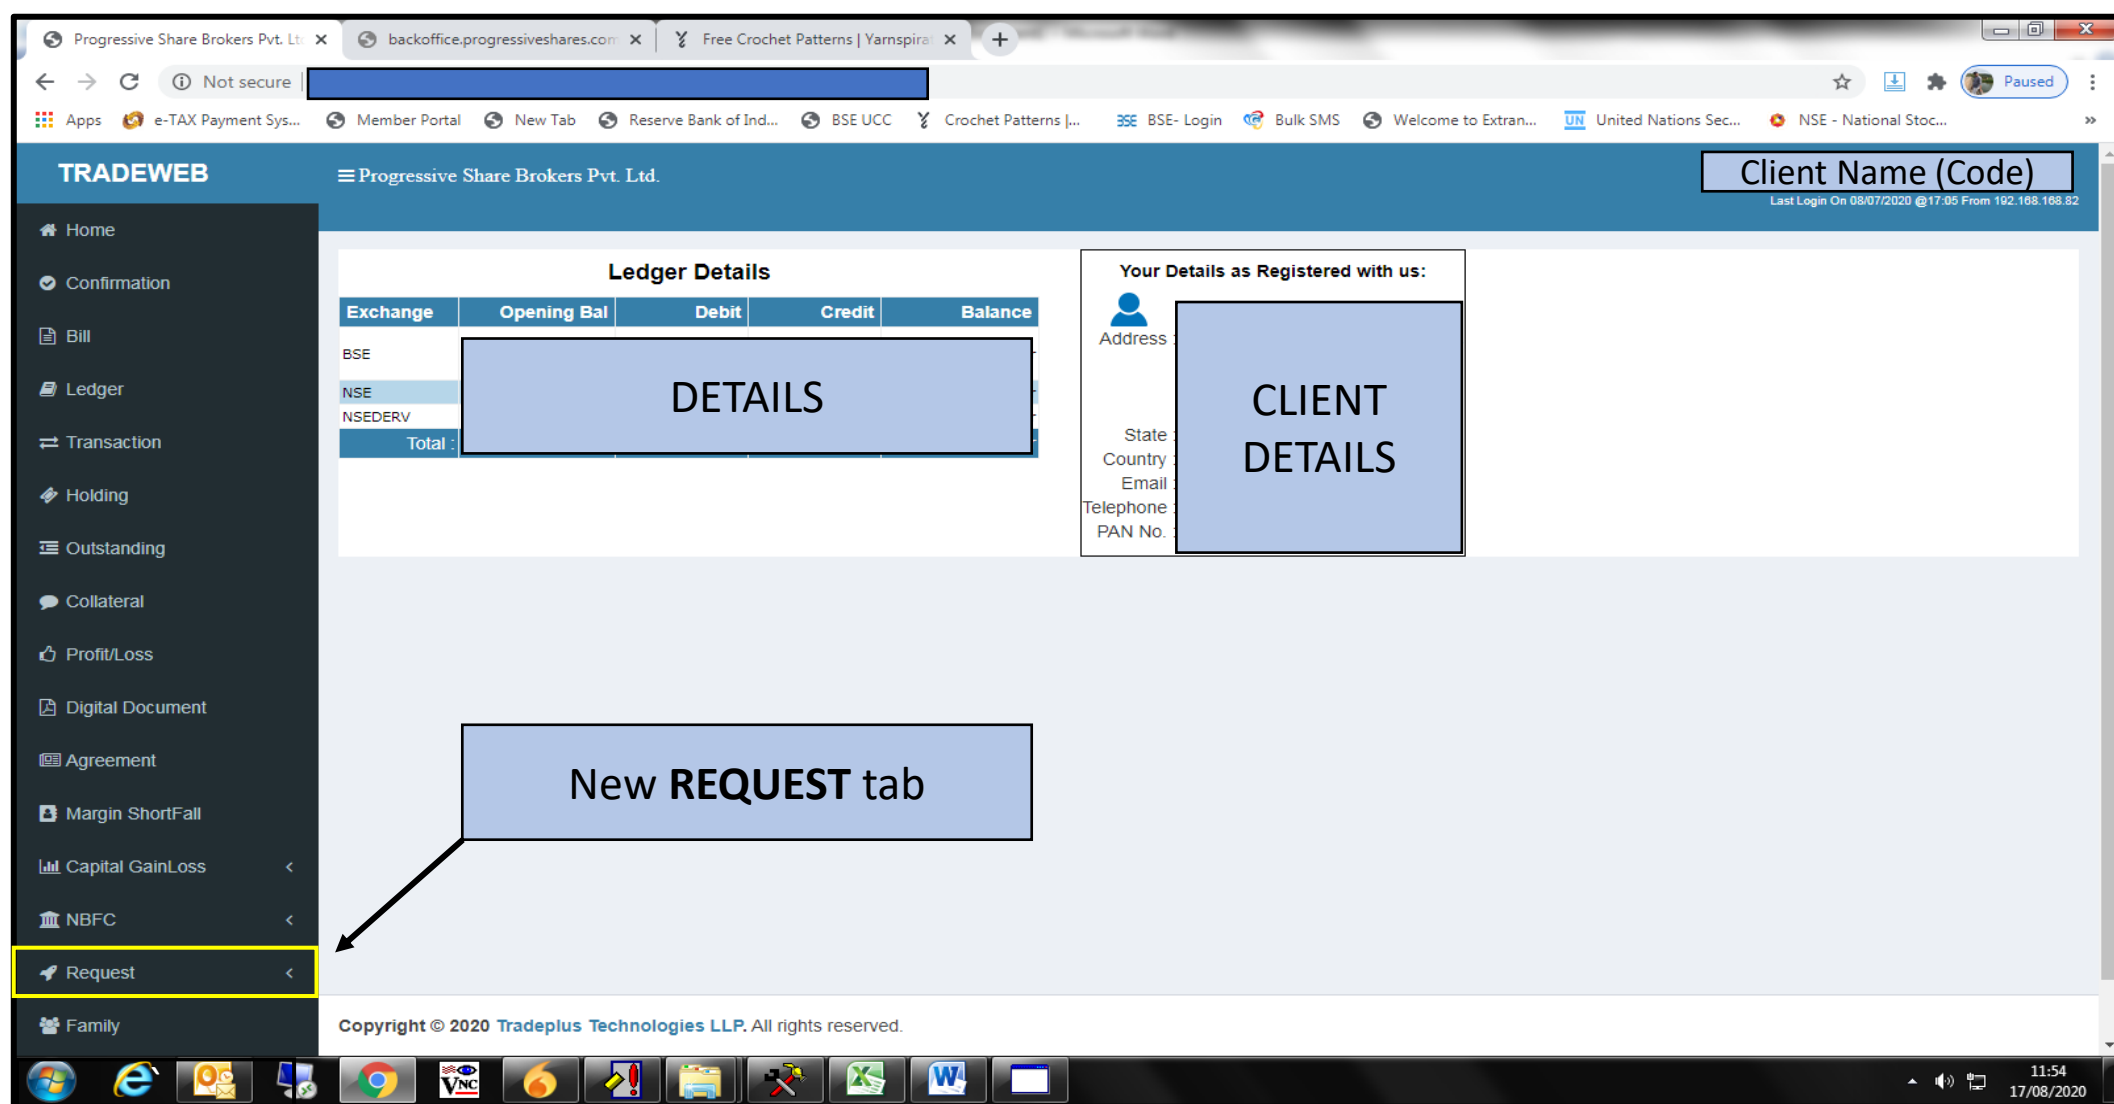 Progressive Share Brokers Pvt. Lt
backoffice.progressiveshares.com
Free Crochet Patterns | Yarnspirat
Not secure
Paused
Apps
e-TAX Payment Sys...
Member Portal
New Tab
Reserve Bank of Ind...
BSE UCC
Crochet Patterns |...
BSE- Login
Bulk SMS
Welcome to Extran...
UN United Nations Sec...
NSE - National Stoc...
TRADEWEB
Progressive Share Brokers Pvt. Ltd.
Client Name (Code)
Last Login On 08/07/2020 @17:05 From 192.168.168.82
Home
Confirmation
Bill
Ledger
Transaction
Holding
Outstanding
Collateral
Profit/Loss
Digital Document
Agreement
Margin ShortFall
Capital GainLoss
NBFC
Request
Family
Ledger Details
Exchange Opening Bal Debit Credit Balance
BSE
NSE
NSEDERV
Total :
DETAILS
Your Details as Registered with us:
Address :
State :
Country :
Email :
Telephone :
PAN No. :
CLIENT
DETAILS
New REQUEST tab
Copyright © 2020 Tradeplus Technologies LLP. All rights reserved.
VNC
11:54
17/08/2020